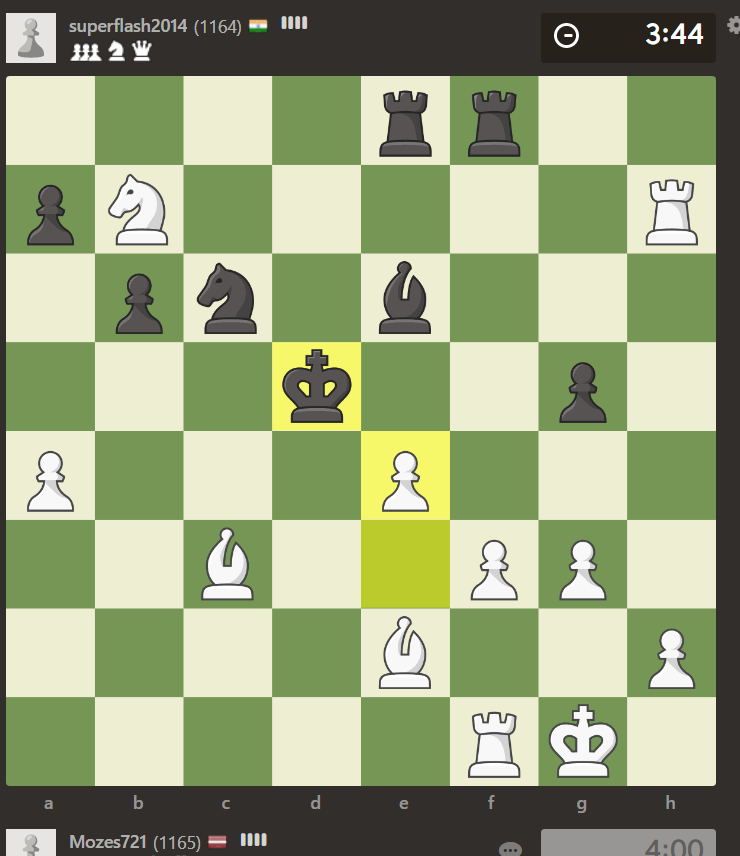 superflash2014 (1164)
3:44
a b c d e f g h
Mozes721 (1165)
4:00